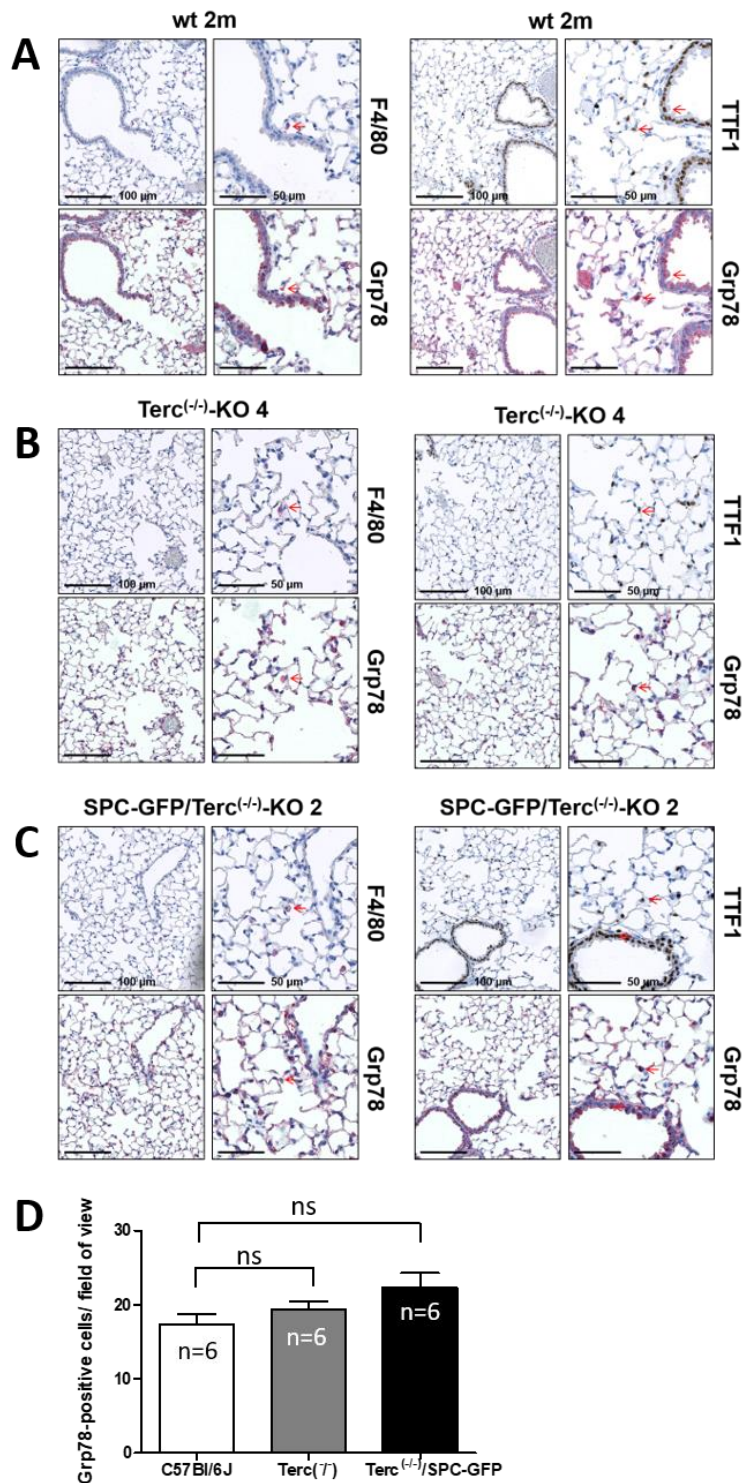 A
wt 2m
wt 2m
F4/80
TTF1
100 µm
50 µm
100 µm
50 µm
Grp78
Grp78
B
Terc(-/-)-KO 4
Terc(-/-)-KO 4
F4/80
TTF1
100 µm
50 µm
100 µm
50 µm
Grp78
Grp78
C
SPC-GFP/Terc(-/-)-KO 2
SPC-GFP/Terc(-/-)-KO 2
F4/80
TTF1
100 µm
50 µm
100 µm
50 µm
Grp78
Grp78
D
Grp78-positive cells/ field of view
30
20
10
0
ns
ns
n=6
n=6
n=6
C57Bl/6J
Terc(-/-)
Terc(-/-)/SPC-GFP